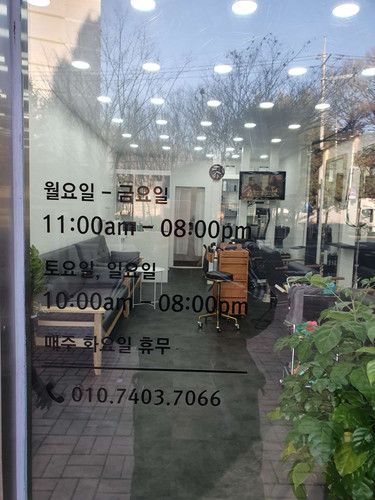 월요일 - 금요일
11:00am - 08:00pm
토요일, 일요일
10:00am - 08:00pm
매주 화요일 휴무
010.7403.7066